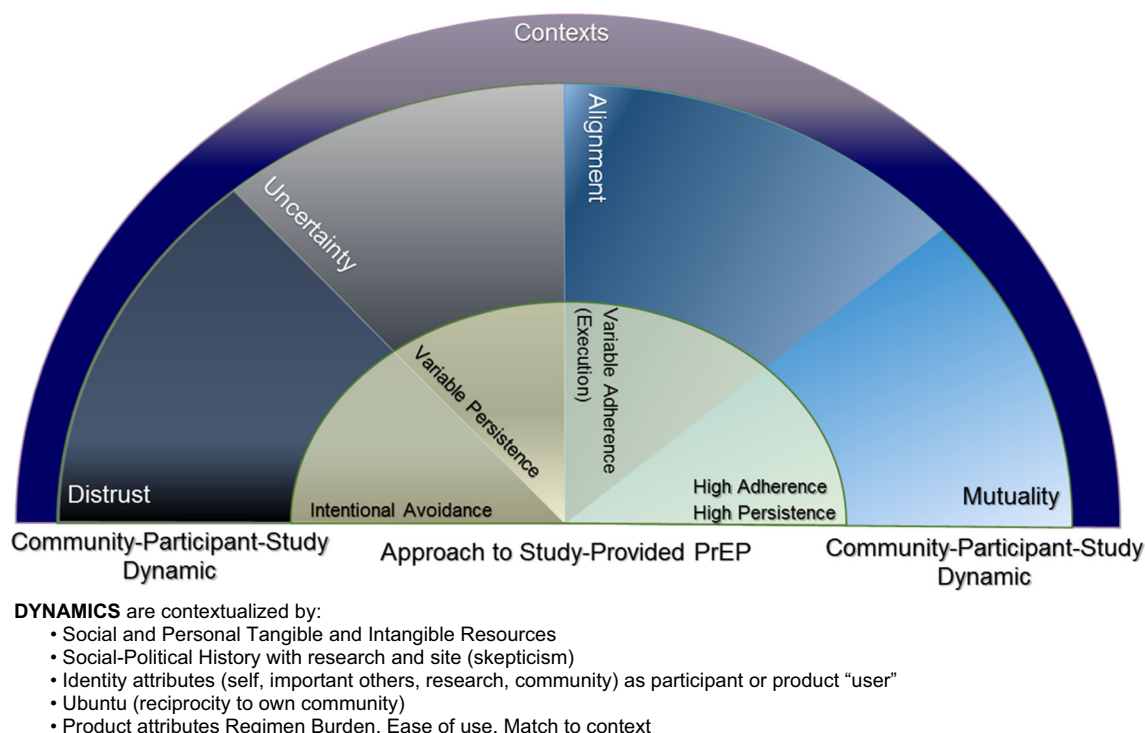 Contexts
Alignment
Uncertainty
Variable Adherence
(Execution)
Variable Persistence
Distrust
Intentional Avoidance
High Adherence
High Persistence
Mutuality
Community-Participant-Study
Dynamic
Approach to Study-Provided PrEP
Community-Participant-Study
Dynamic
DYNAMICS are contextualized by:
• Social and Personal Tangible and Intangible Resources
• Social-Political History with research and site (skepticism)
• Identity attributes (self, important others, research, community) as participant or product “user”
• Ubuntu (reciprocity to own community)
• Product attributes Regimen Burden, Ease of use, Match to context